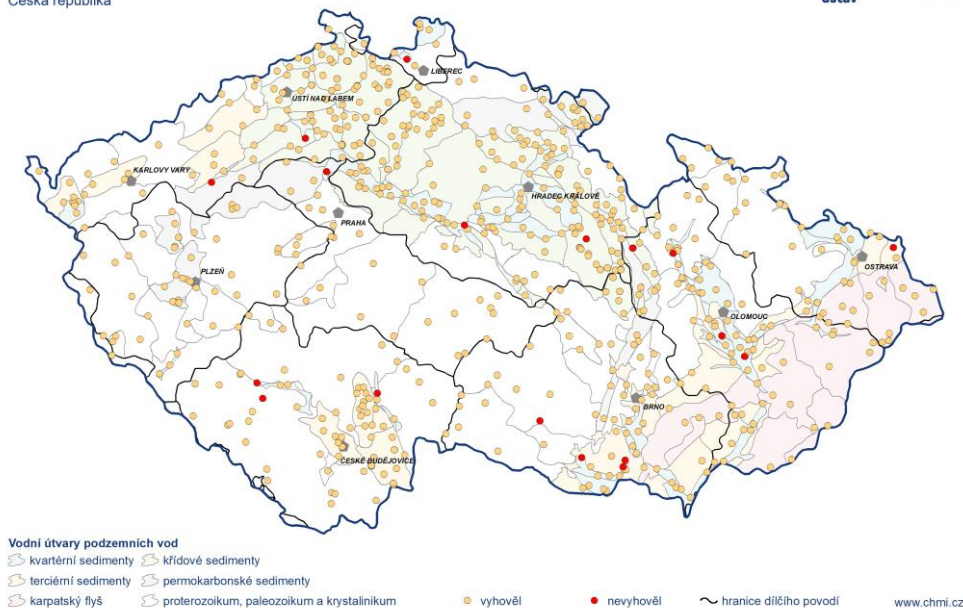 Česká republika
ústav
LIBEREC
ÚSTÍ NAD LABEM
KARLOVY VARY
HRADEC KRÁLOVÉ
PRAHA
PLZEŇ
OSTRAVA
OLOMOUC
BRNO
ČESKÉ BUDĚJOVICE
Vodní útvary podzemních vod
kvartérní sedimenty křídové sedimenty
terciérní sedimenty permokarbonské sedimenty
karpatský flyš proterozoikum, paleozoikum a krystalinikum vyhověl nevyhověl hranice dílčího povodí www.chmi.cz